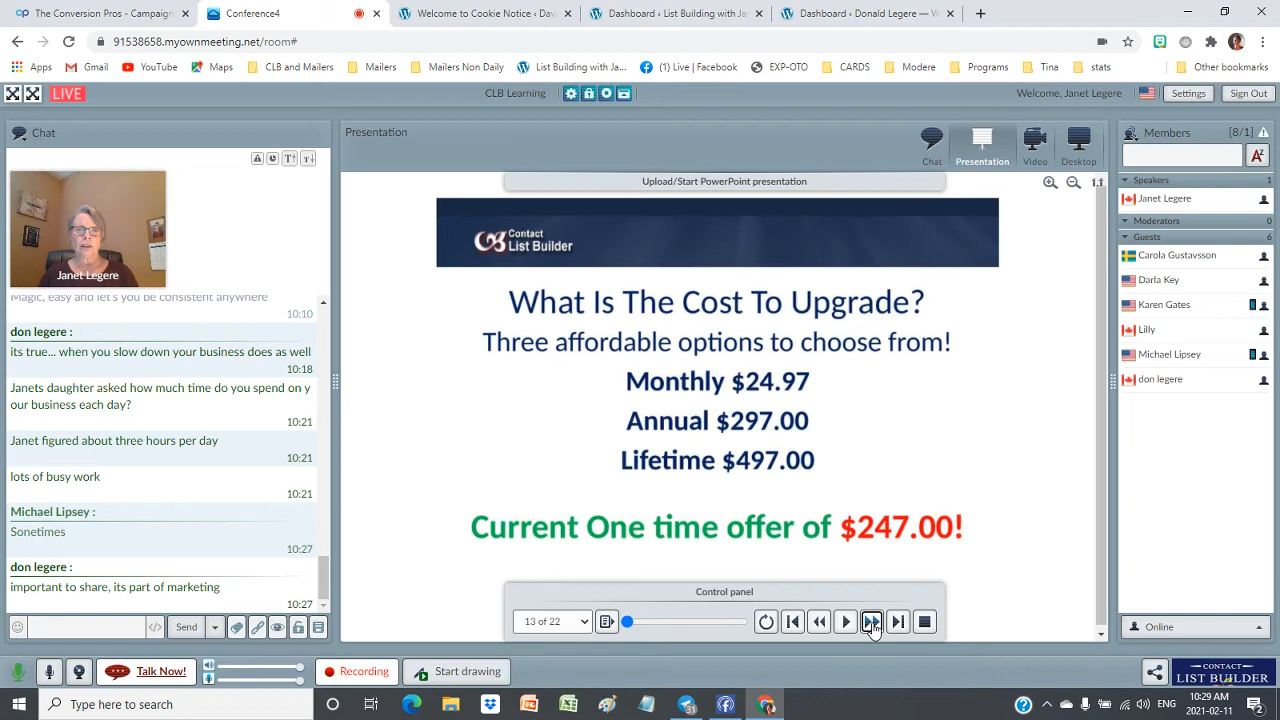 The Conversion Pros - Campaign
Conference4
Welcome to Cookie Notice ‹ Dav
Dashboard ‹ List Building with Ja
Dashboard ‹ Donald Legere — W
91538658.myownmeeting.net/room#
Apps
Gmail
YouTube
Maps
CLB and Mailers
Mailers
Mailers Non Daily
List Building with Ja...
(1) Live | Facebook
EXP-OTO
CARDS
Modere
Programs
Tina
stats
Other bookmarks
LIVE
CLB Learning
Welcome, Janet Legere
Settings
Sign Out
Chat
Janet Legere
Magic, easy and let's you be consistent anywhere
10:10
don legere :
its true... when you slow down your business does as well
10:18
Janets daughter asked how much time do you spend on y
our business each day?
10:21
Janet figured about three hours per day
10:21
lots of busy work
10:21
Michael Lipsey :
Sometimes
10:27
don legere :
important to share, its part of marketing
10:27
Send
Presentation
Chat
Presentation
Video
Desktop
Upload/Start PowerPoint presentation
1:1
Contact
List Builder
What Is The Cost To Upgrade?
Three affordable options to choose from!
Monthly $24.97
Annual $297.00
Lifetime $497.00
Current One time offer of $247.00!
Control panel
13 of 22
Members [8/1]
Speakers 1
Janet Legere
Moderators 0
Guests 6
Carola Gustavsson
Darla Key
Karen Gates
Lilly
Michael Lipsey
don legere
Online
Talk Now!
Recording
Start drawing
CONTACT
LIST BUILDER
Type here to search
31
ENG
10:29 AM
2021-02-11